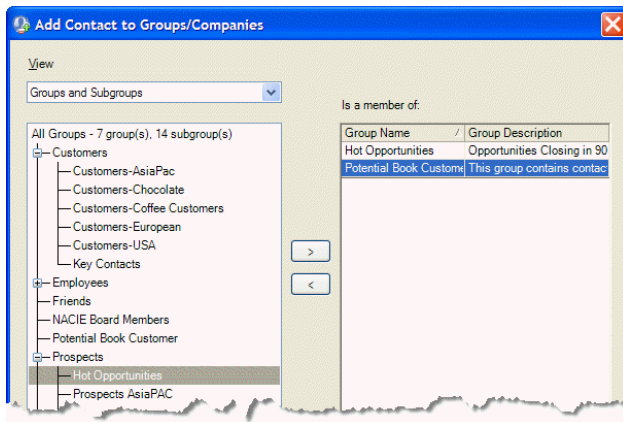 Add Contact to Groups/Companies
View
Groups and Subgroups
All Groups - 7 group(s), 14 subgroup(s)
Customers
Customers-AsiaPac
Customers-Chocolate
Customers-Coffee Customers
Customers-European
Customers-USA
Key Contacts
Employees
Friends
NACIE Board Members
Potential Book Customer
Prospects
Hot Opportunities
Prospects AsiaPAC
>
<
Is a member of:
Group Name / Group Description
Hot Opportunities Opportunities Closing in 90
Potential Book Custome This group contains contac